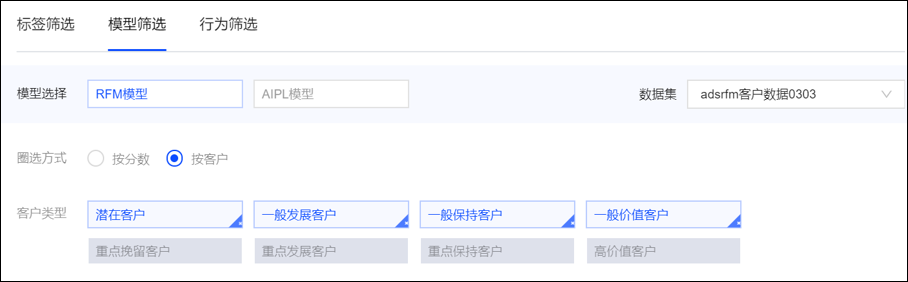 标签筛选 模型筛选 行为筛选
模型选择 RFM模型 AIPL模型 数据集 adsrfm客户数据0303
圈选方式 按分数 按客户
客户类型 潜在客户 一般发展客户 一般保持客户 一般价值客户
重点挽留客户 重点发展客户 重点保持客户 高价值客户